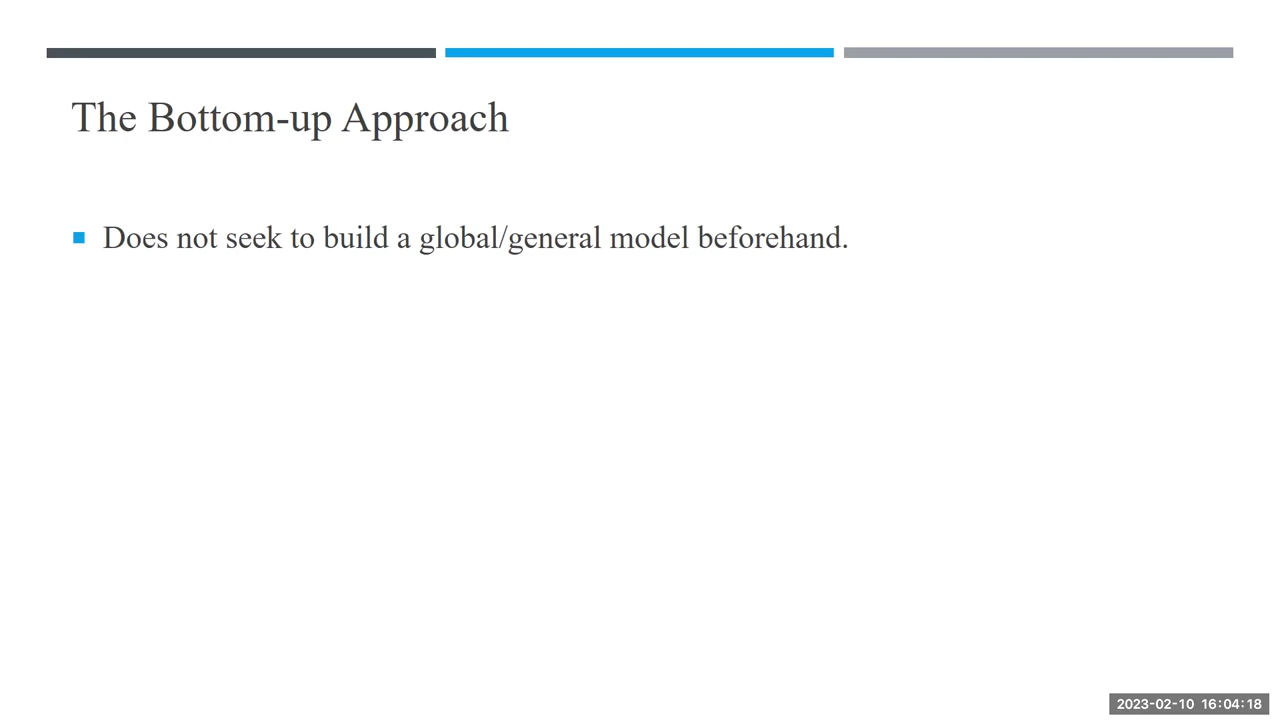 The Bottom-up Approach
Does not seek to build a global/general model beforehand.
2023-02-10 16:04:18